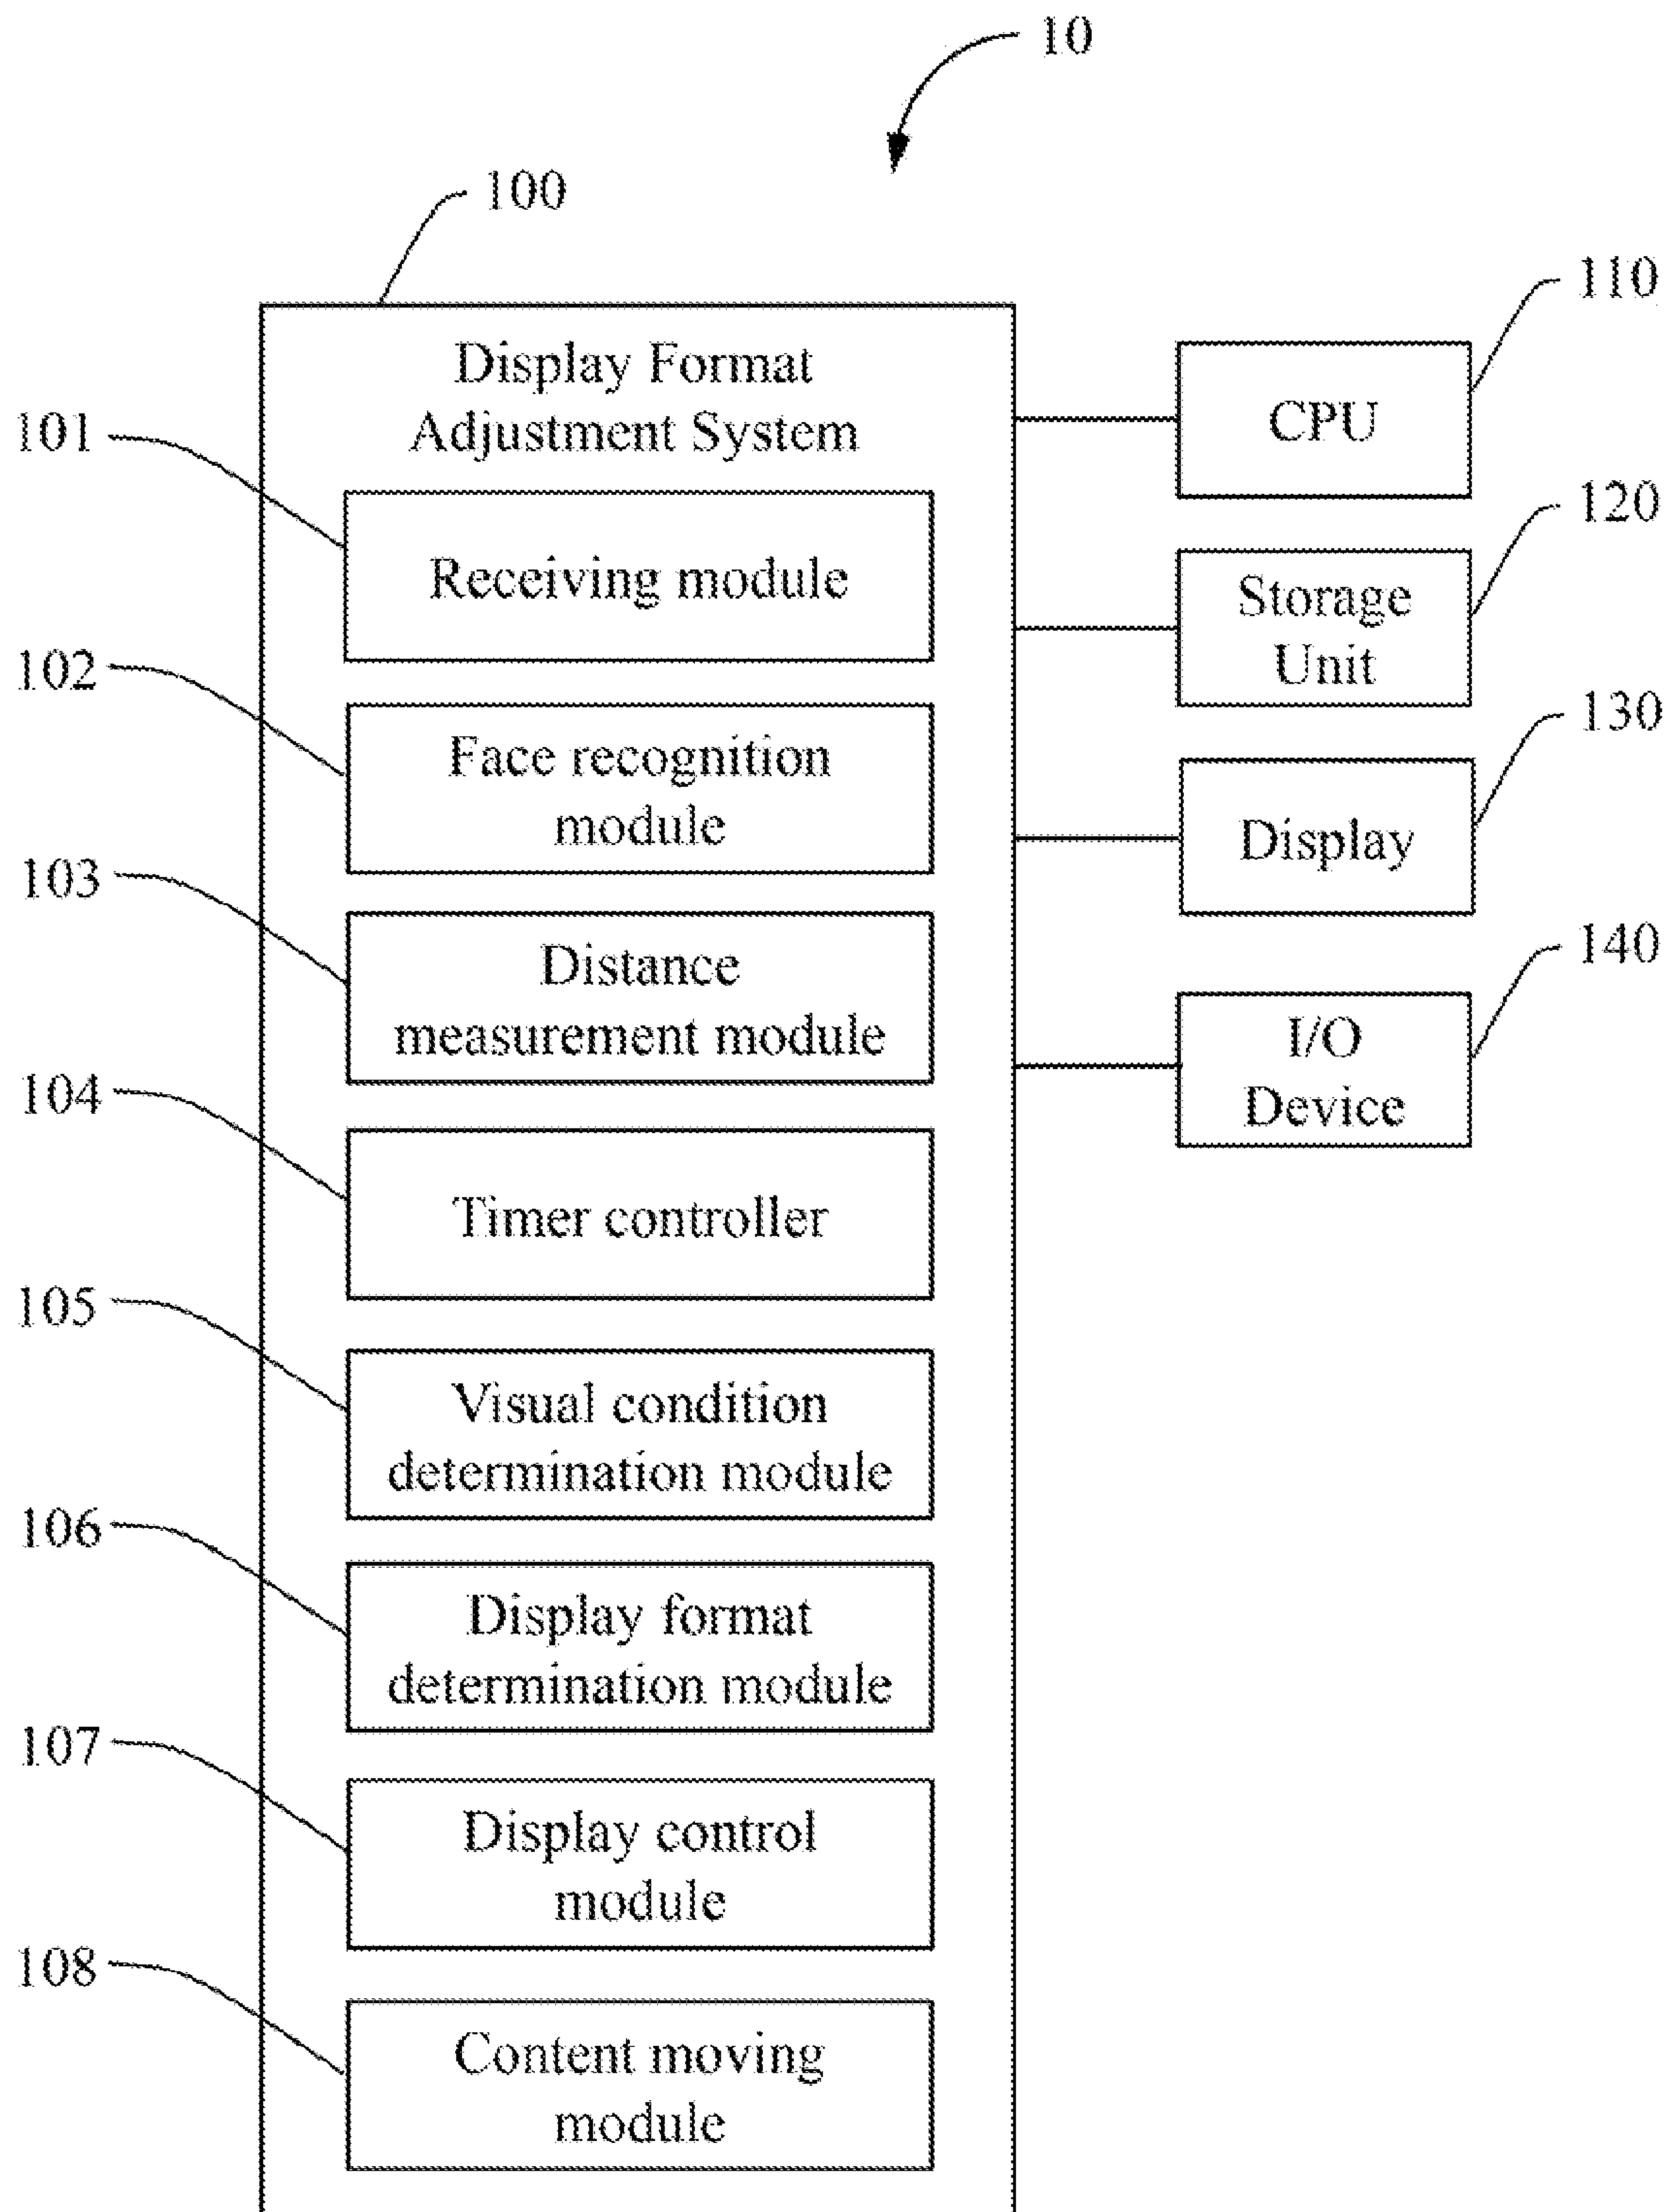 10
100
Display Format
Adjustment System
101
Receiving module
102
Face recognition
module
103
Distance
measurement module
104
Timer controller
105
Visual condition
determination module
106
Display format
determination module
107
Display control
module
108
Content moving
module
110
CPU
120
Storage
Unit
130
Display
140
I/O
Device